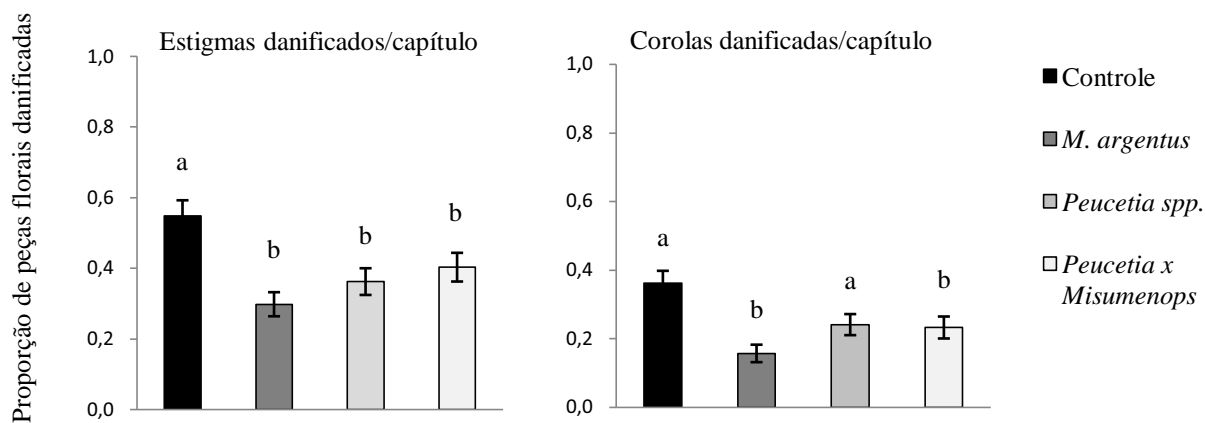 Proporção de peças florais danificadas
Estigmas danificados/capítulo
1,0
0,8
0,6
0,4
0,2
0,0
a
b
b
b
Corolas danificadas/capítulo
1,0
0,8
0,6
0,4
0,2
0,0
a
b
a
b
Controle
M. argentus
Peucetia spp.
Peucetia x
Misumenops